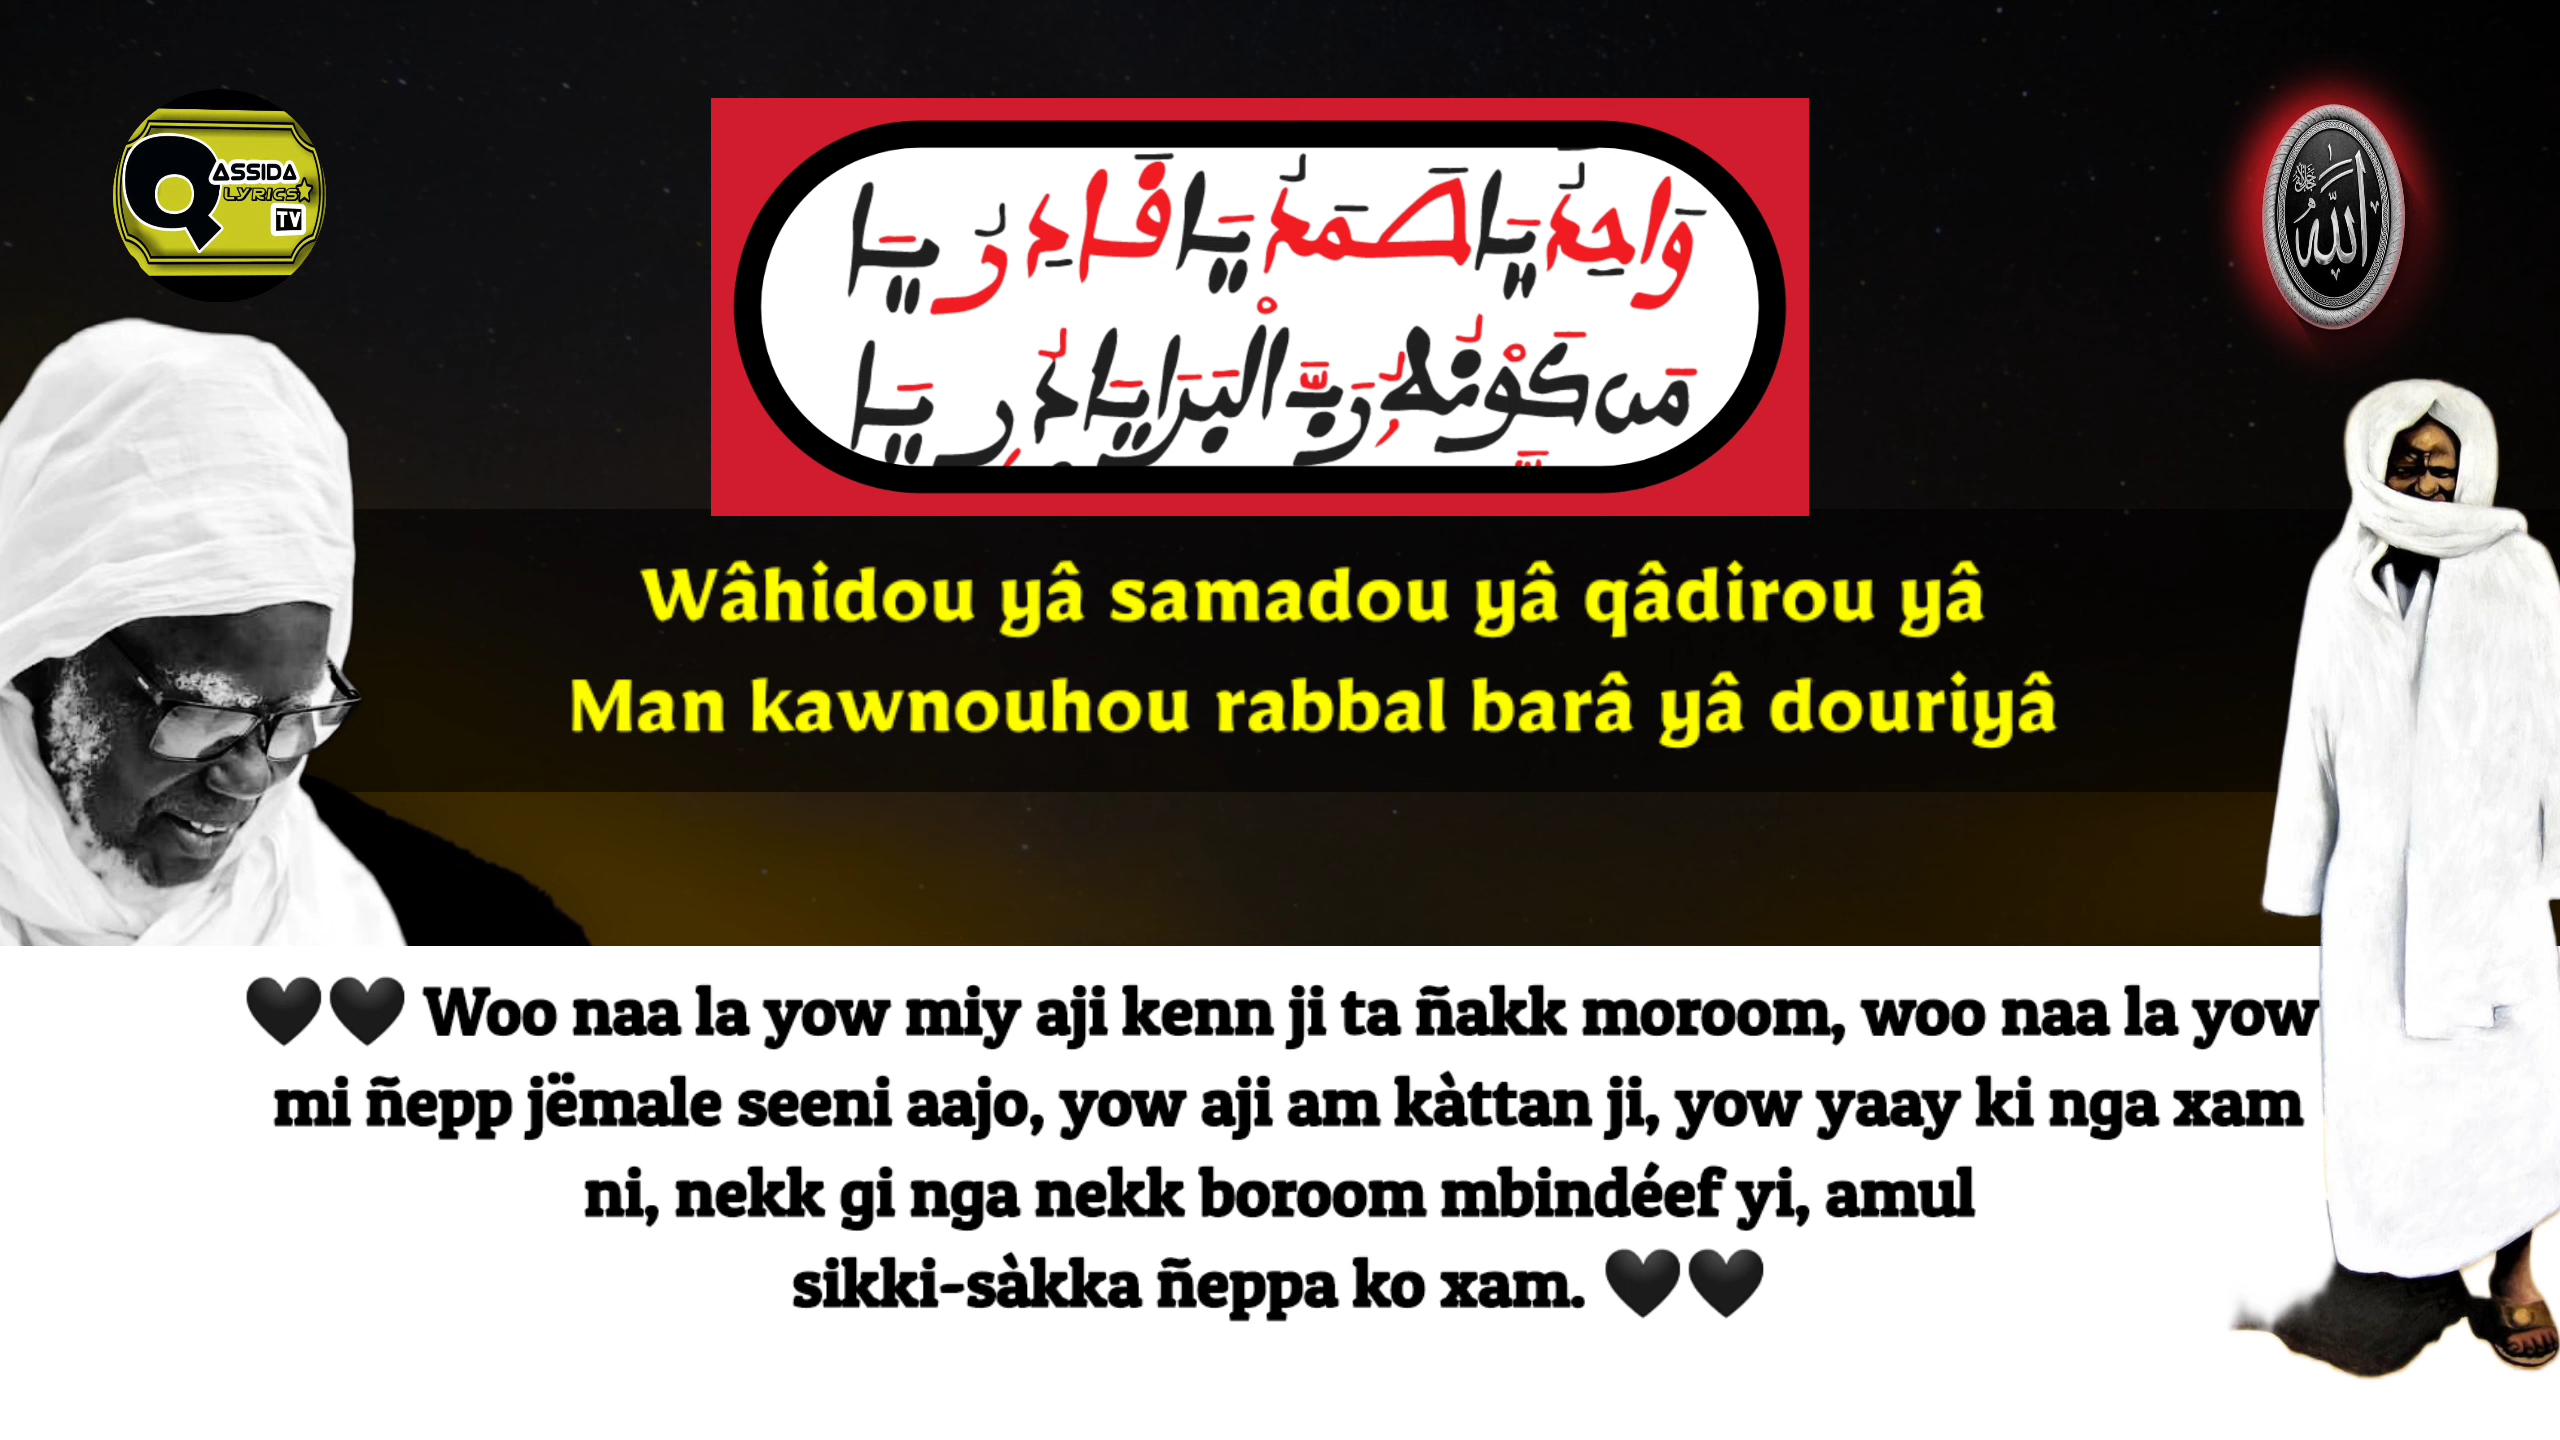 QASSIDA
LYRICS
TV
وَاحِدُ يَا صَمَدُ يَا قَادِرُ يَا
مَن كَوْنُهُ رَبَّ الْبَرَايَا دُرِيَا
اللَّهُ
Wâhidou yâ samadou yâ qâdirou yâ
Man kawnouhou rabbal barâ yâ douriyâ
🖤🖤 Woo naa la yow miy aji kenn ji ta ñakk moroom, woo naa la yow
mi ñepp jëmale seeni aajo, yow aji am kàttan ji, yow yaay ki nga xam
ni, nekk gi nga nekk boroom mbindéef yi, amul
sikki-sàkka ñeppa ko xam. 🖤🖤